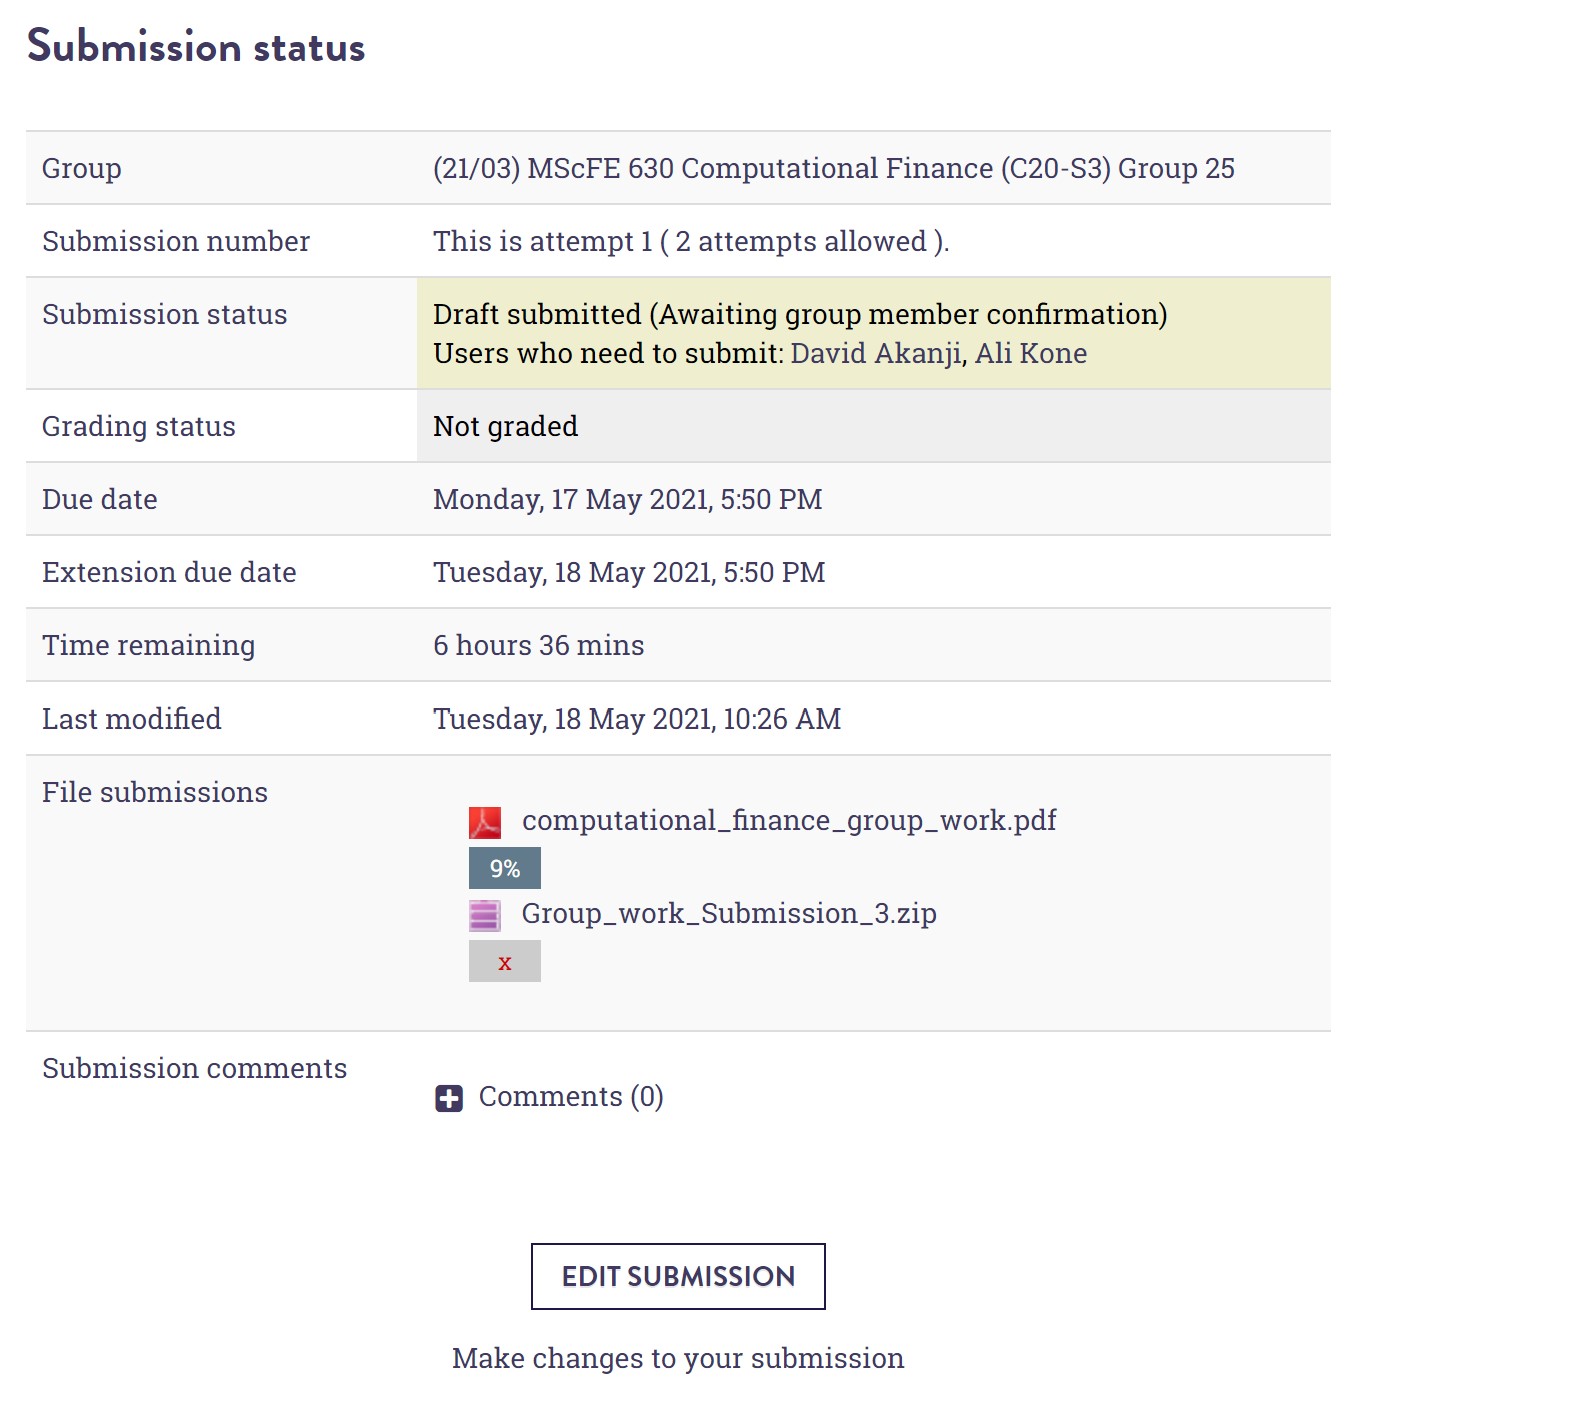 Submission status
Group (21/03) MScFE 630 Computational Finance (C20-S3) Group 25
Submission number This is attempt 1 ( 2 attempts allowed ).
Submission status Draft submitted (Awaiting group member confirmation)
Users who need to submit: David Akanji, Ali Kone
Grading status Not graded
Due date Monday, 17 May 2021, 5:50 PM
Extension due date Tuesday, 18 May 2021, 5:50 PM
Time remaining 6 hours 36 mins
Last modified Tuesday, 18 May 2021, 10:26 AM
File submissions
computational_finance_group_work.pdf
9%
Group_work_Submission_3.zip
x
Submission comments
Comments (0)
EDIT SUBMISSION
Make changes to your submission